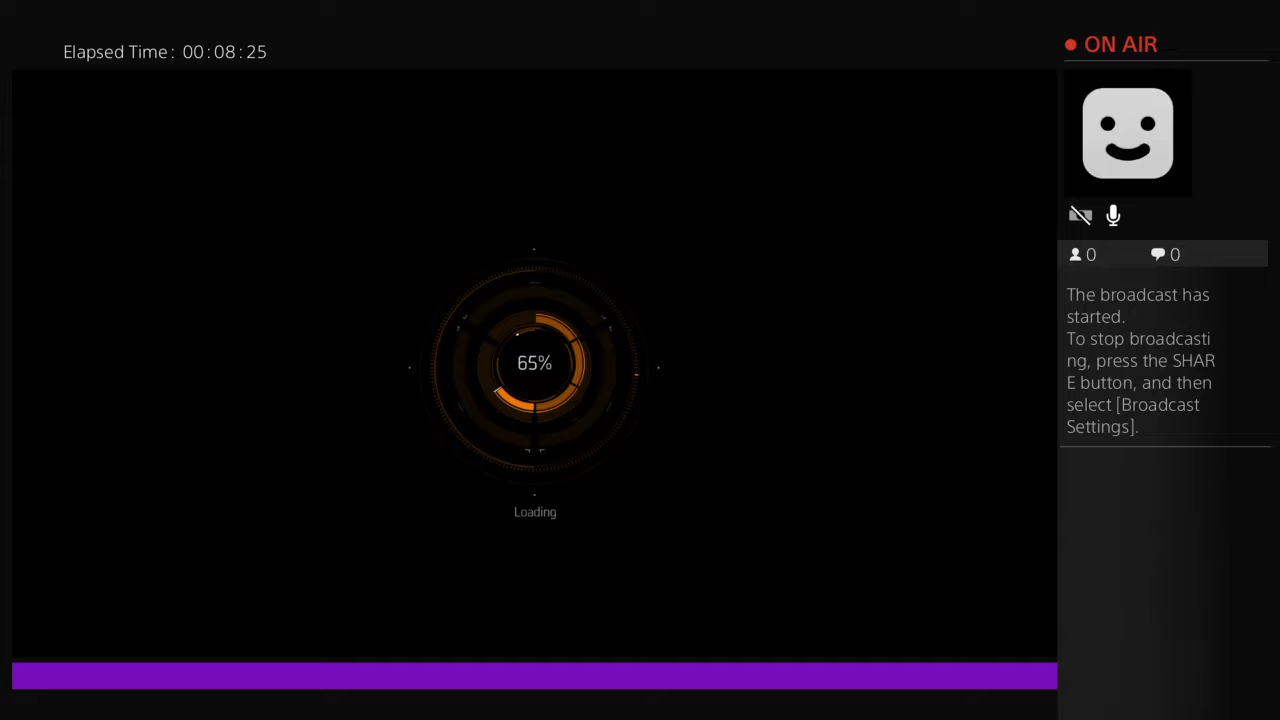 Elapsed Time: 00:08:25
ON AIR
0 0
The broadcast has
started.
To stop broadcasti
ng, press the SHAR
E button, and then
select [Broadcast
Settings].
65%
Loading